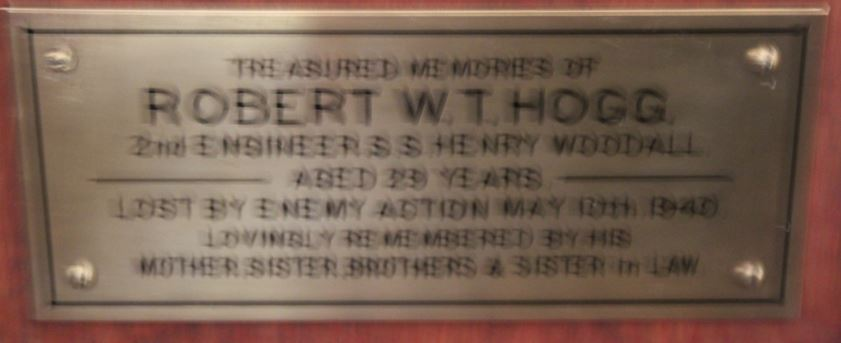 TREASURED MEMORIES OF
ROBERT W.T. HOGG.
2nd ENGINEER S.S. HENRY WOODALL
AGED 29 YEARS
LOST BY ENEMY ACTION MAY 10th 1940
LOVINGLY REMEMBERED BY HIS
MOTHER, SISTER, BROTHERS & SISTER in LAW